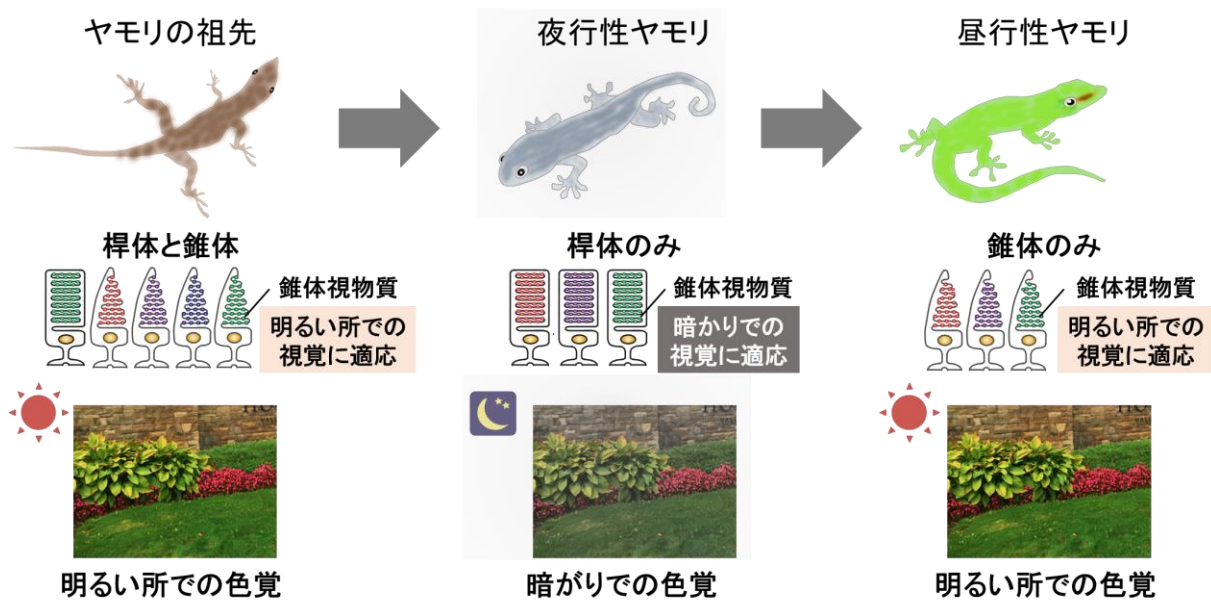 ヤモリの祖先
夜行性ヤモリ
昼行性ヤモリ
桿体と錐体
錐体視物質
明るい所での
視覚に適応
桿体のみ
錐体視物質
暗かりでの
視覚に適応
錐体のみ
錐体視物質
明るい所での
視覚に適応
明るい所での色覚
暗がりでの色覚
明るい所での色覚